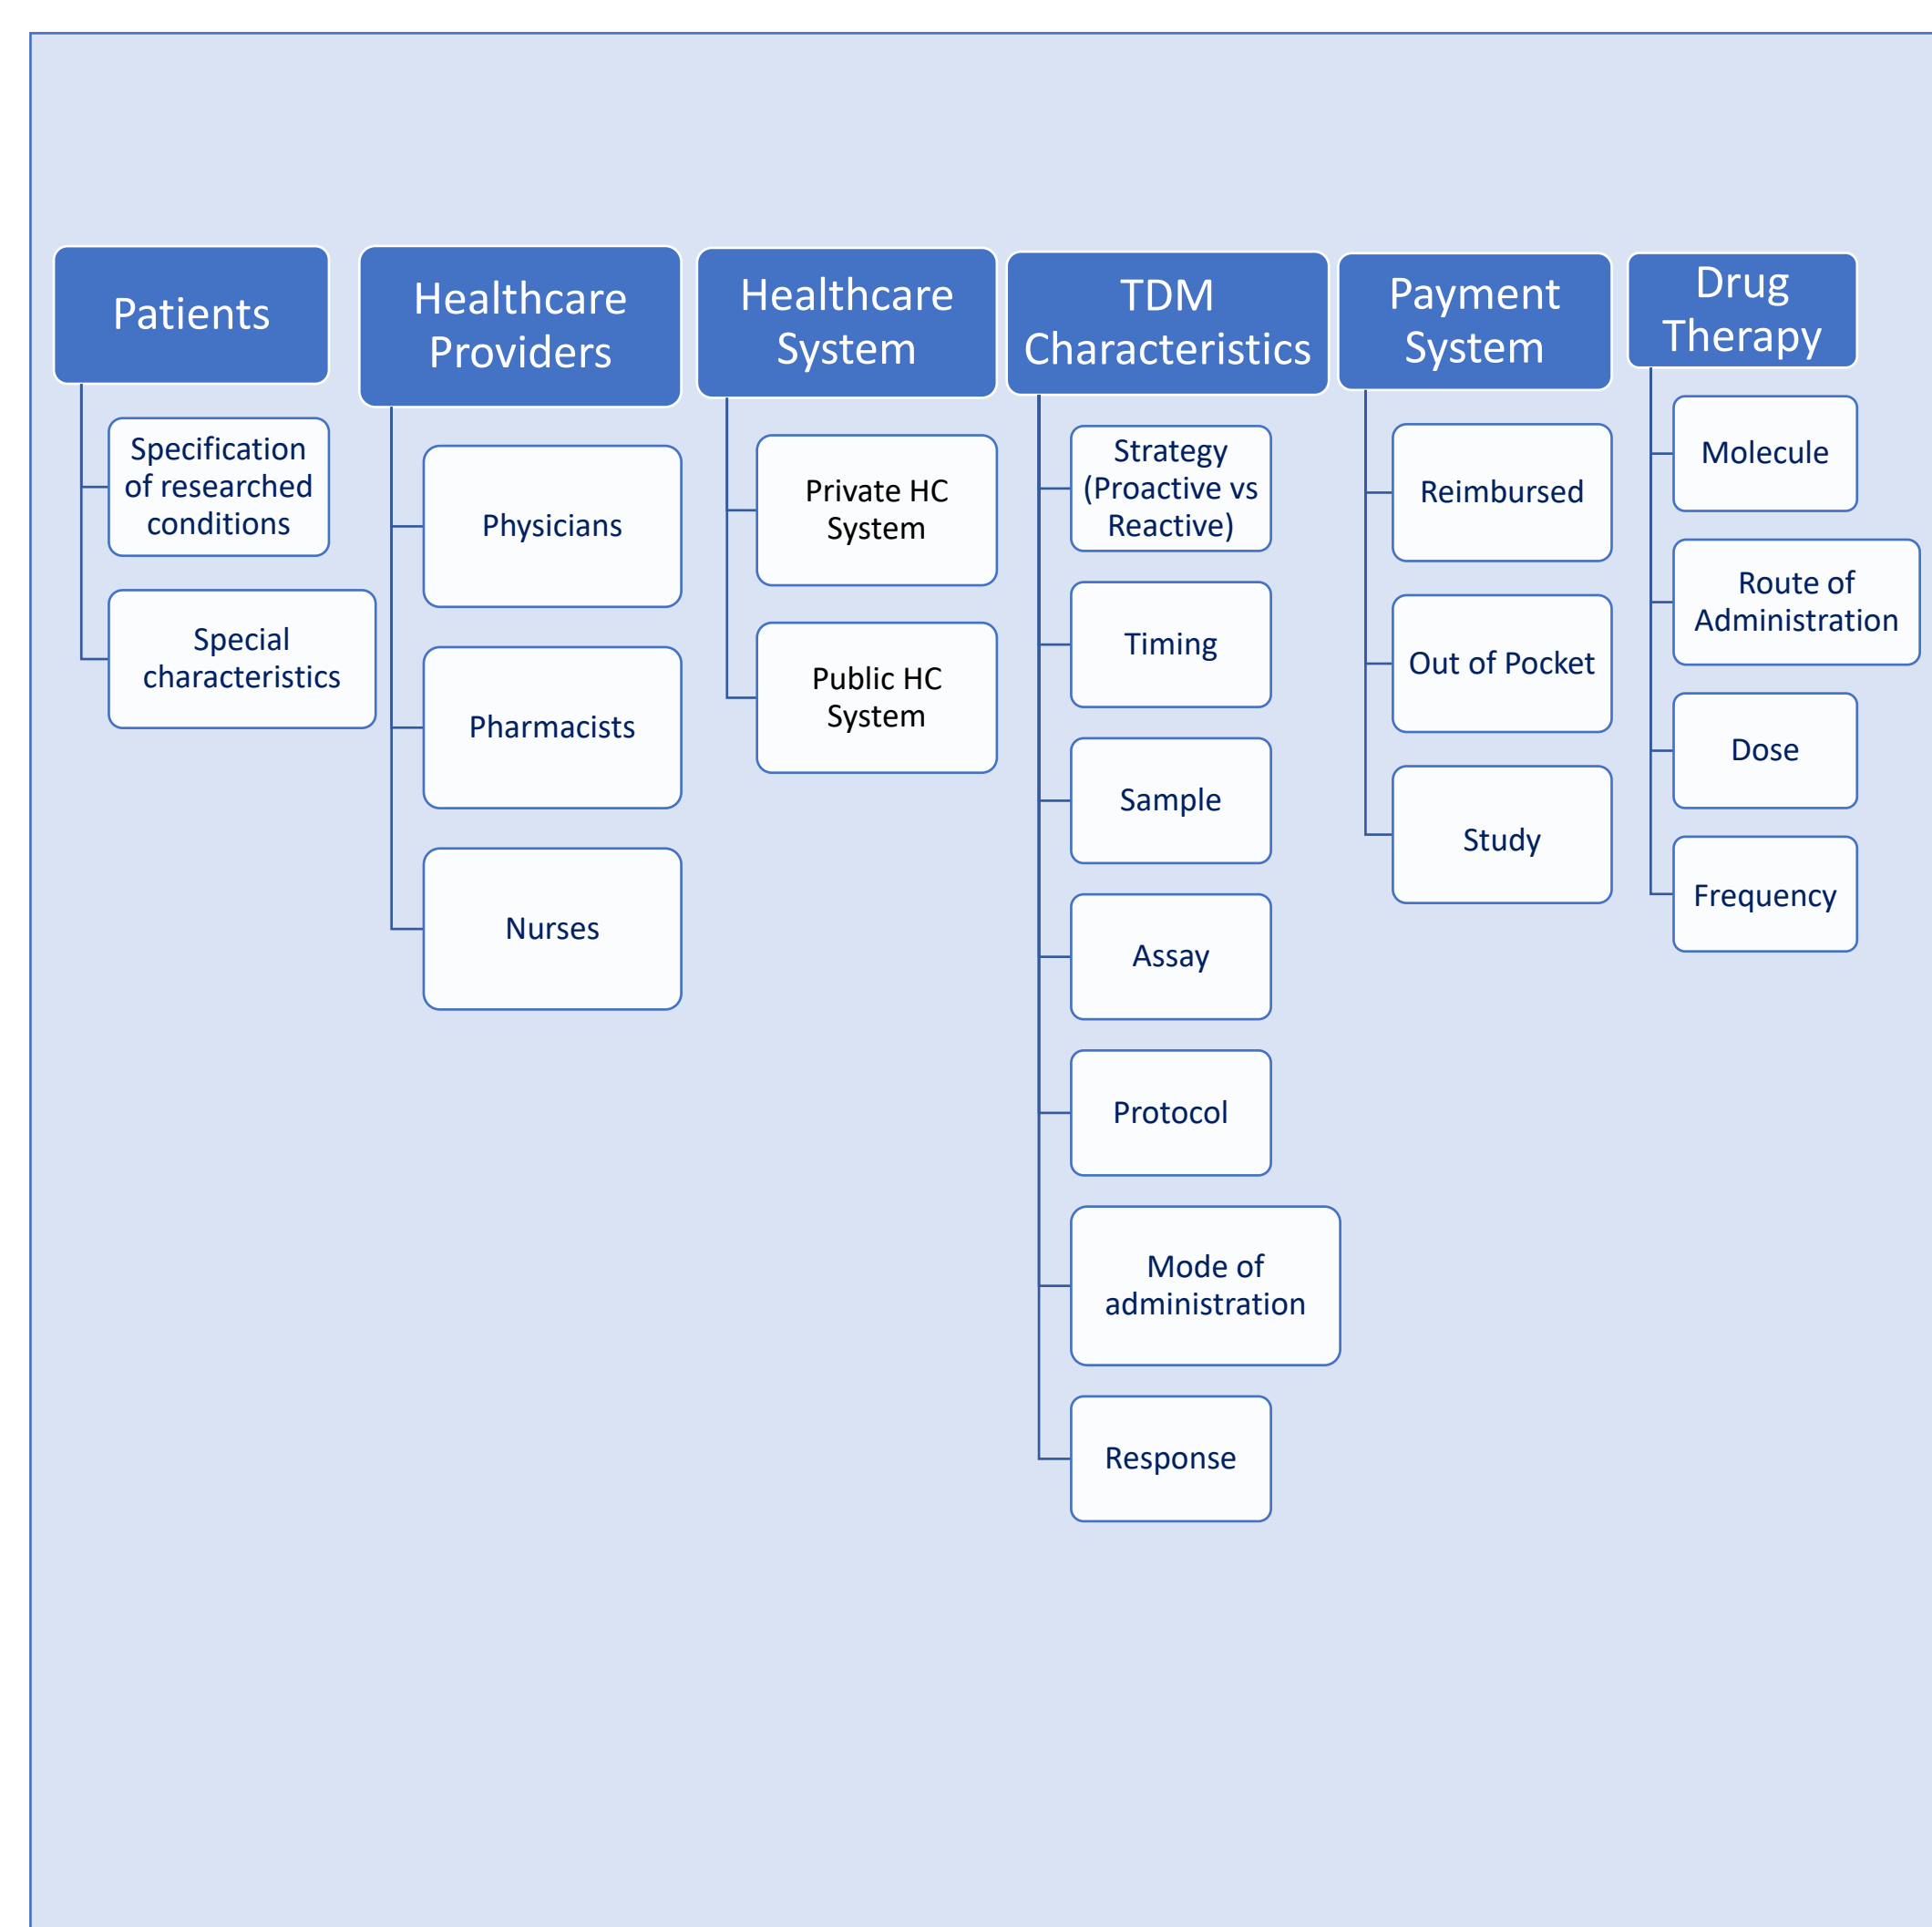 Patients
Specification
of researched
conditions
Special
characteristics
Healthcare
Providers
Physicians
Pharmacists
Nurses
Healthcare
System
Private HC
System
Public HC
System
TDM
Characteristics
Strategy
(Proactive vs
Reactive)
Timing
Sample
Assay
Protocol
Mode of
administration
Response
Payment
System
Reimbursed
Out of Pocket
Study
Drug
Therapy
Molecule
Route of
Administration
Dose
Frequency